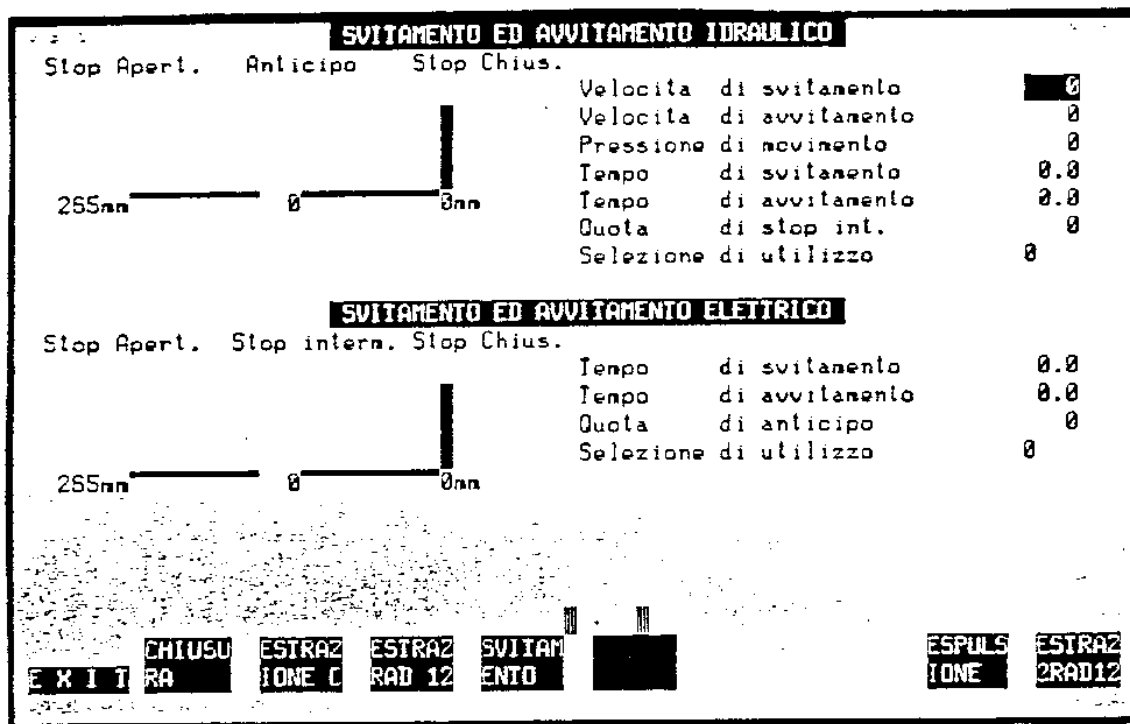 SVITAMENTO ED AVVITAMENTO IDRAULICO
Stop Apert. Anticipo Stop Chius.
Velocita di svitamento 0
Velocita di avvitamento 0
Pressione di movimento 0
Tempo di svitamento 0.0
Tempo di avvitamento 0.0
Quota di stop int. 0
Selezione di utilizzo 0
265mm 0 0mm
SVITAMENTO ED AVVITAMENTO ELETTRICO
Stop Apert. Stop interm. Stop Chius.
Tempo di svitamento 0.0
Tempo di avvitamento 0.0
Quota di anticipo 0
Selezione di utilizzo 0
265mm 0 0mm
E X I T
CHIUSU
RA
ESTRAZ
IONE C
ESTRAZ
RAD 12
SVITAM
ENTO
ESPULS
IONE
ESTRAZ
2RAD12